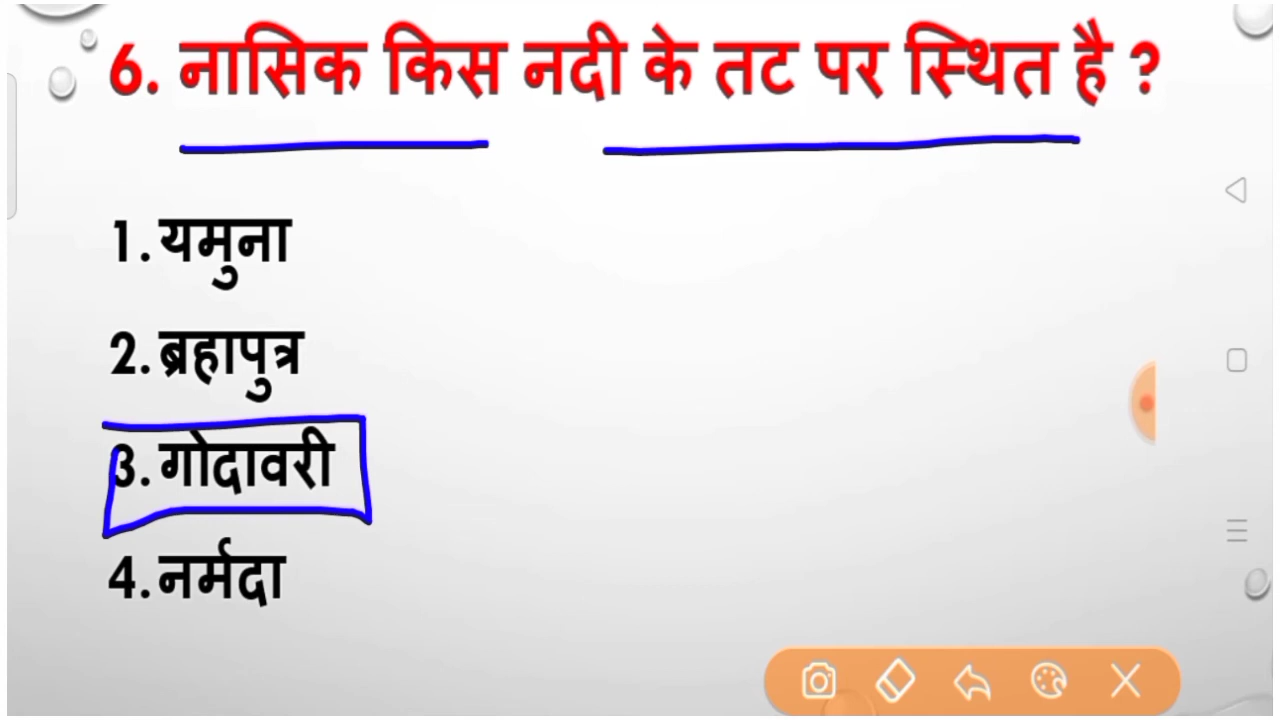 6. नासिक किस नदी के तट पर स्थित है ?
1. यमुना
2. ब्रहापुत्र
3. गोदावरी
4. नर्मदा